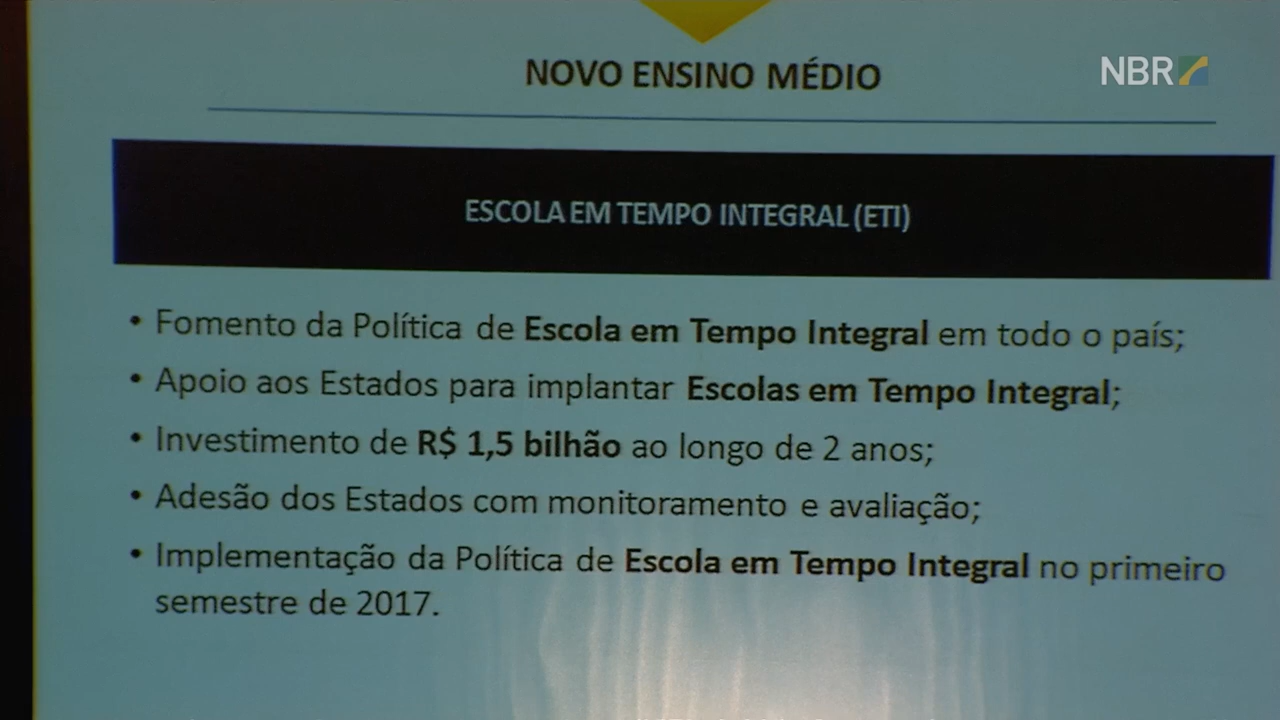 NBR
NOVO ENSINO MÉDIO
ESCOLA EM TEMPO INTEGRAL (ETI)
• Fomento da Política de Escola em Tempo Integral em todo o país;
• Apoio aos Estados para implantar Escolas em Tempo Integral;
• Investimento de R$ 1,5 bilhão ao longo de 2 anos;
• Adesão dos Estados com monitoramento e avaliação;
• Implementação da Política de Escola em Tempo Integral no primeiro
semestre de 2017.